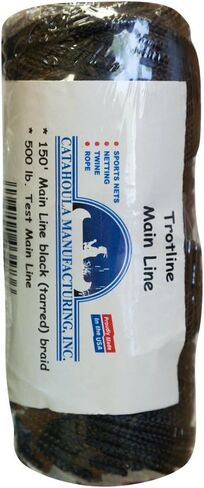 Trotline
Main Line
• SPORTS NETS
• NETTING
• TWINE
• ROPE
CATAHOULA MANUFACTURING, INC
Proudly Made
In the USA
* 150' Main Line black (tarred) braid
* 500 lb. Test Main Line